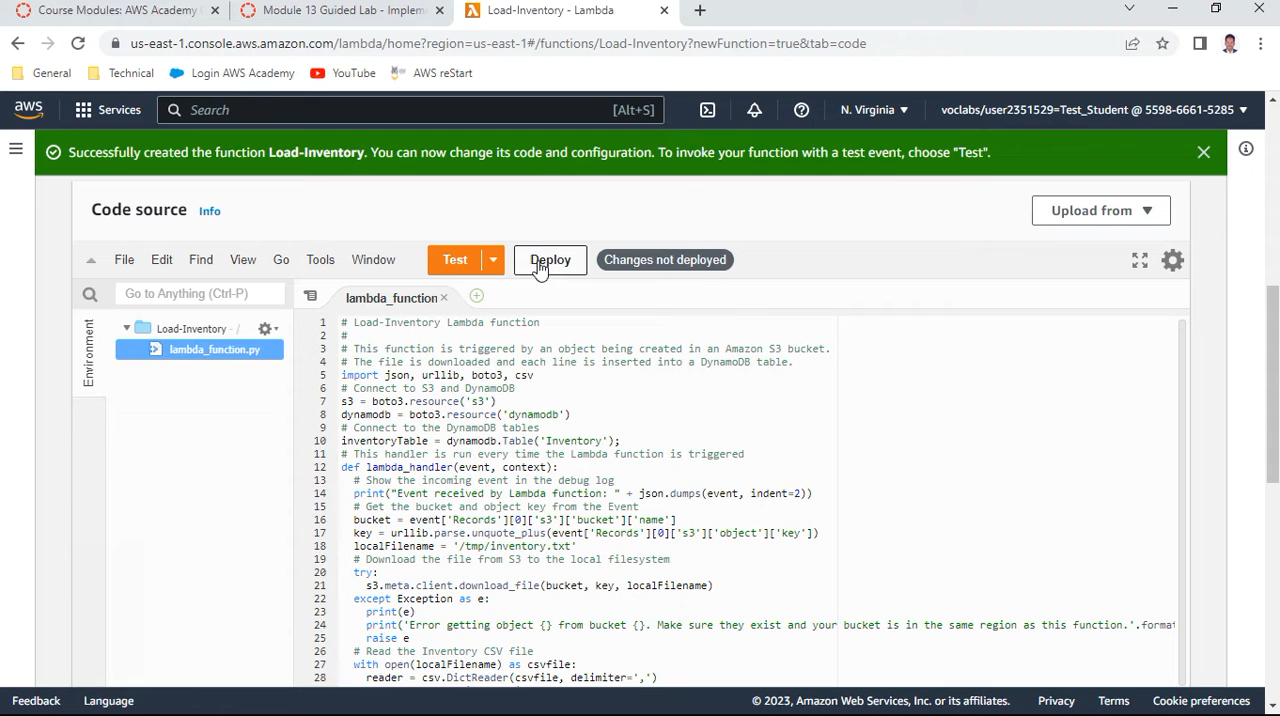 Course Modules: AWS Academy
Module 13 Guided Lab - Implem
Load-Inventory - Lambda
us-east-1.console.aws.amazon.com/lambda/home?region=us-east-1#/functions/Load-Inventory?newFunction=true&tab=code
General
Technical
Login AWS Academy
YouTube
AWS reStart
aws
Services
Search
[Alt+S]
N. Virginia
voclabs/user2351529=Test_Student @ 5598-6661-5285
Successfully created the function Load-Inventory. You can now change its code and configuration. To invoke your function with a test event, choose "Test".
Code source Info
Upload from
File Edit Find View Go Tools Window
Test
Deploy
Changes not deployed
Go to Anything (Ctrl-P)
lambda_function
Environment
Load-Inventory - /
lambda_function.py
1 # Load-Inventory Lambda function
2 #
3 # This function is triggered by an object being created in an Amazon S3 bucket.
4 # The file is downloaded and each line is inserted into a DynamoDB table.
5 import json, urllib, boto3, csv
6 # Connect to S3 and DynamoDB
7 s3 = boto3.resource('s3')
8 dynamodb = boto3.resource('dynamodb')
9 # Connect to the DynamoDB tables
10 inventoryTable = dynamodb.Table('Inventory');
11 # This handler is run every time the Lambda function is triggered
12 def lambda_handler(event, context):
13 # Show the incoming event in the debug log
14 print("Event received by Lambda function: " + json.dumps(event, indent=2))
15 # Get the bucket and object key from the Event
16 bucket = event['Records'][0]['s3']['bucket']['name']
17 key = urllib.parse.unquote_plus(event['Records'][0]['s3']['object']['key'])
18 localFilename = '/tmp/inventory.txt'
19 # Download the file from S3 to the local filesystem
20 try:
21 s3.meta.client.download_file(bucket, key, localFilename)
22 except Exception as e:
23 print(e)
24 print('Error getting object {} from bucket {}. Make sure they exist and your bucket is in the same region as this function.'.format
25 raise e
26 # Read the Inventory CSV file
27 with open(localFilename) as csvfile:
28 reader = csv.DictReader(csvfile, delimiter=',')
Feedback
Language
© 2023, Amazon Web Services, Inc. or its affiliates.
Privacy
Terms
Cookie preferences